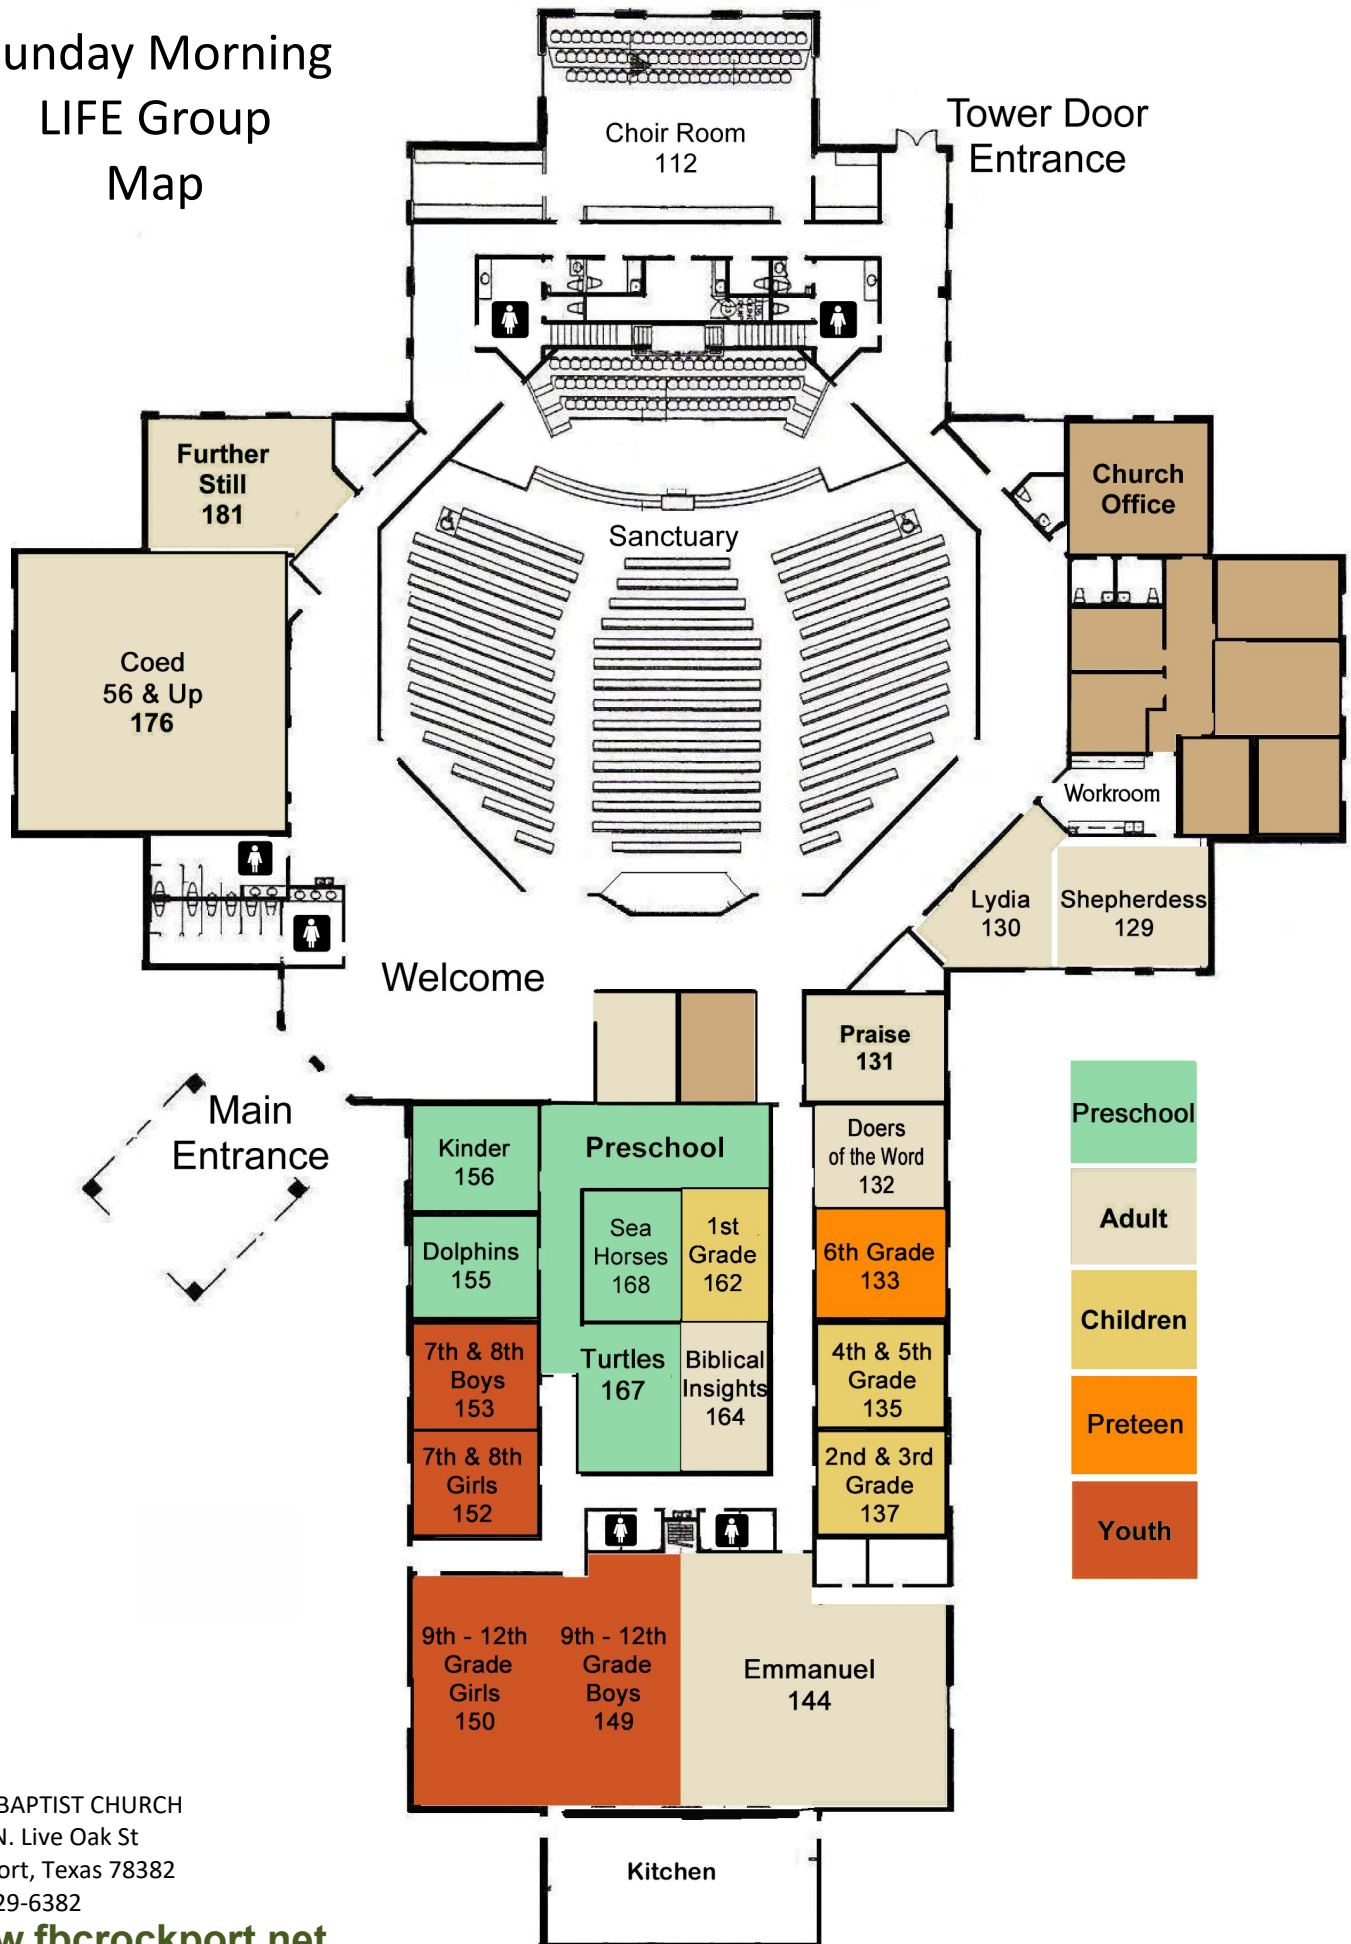 unday Morning
LIFE Group
Map
Choir Room
112
Tower Door
Entrance
Further
Still
181
Church
Office
Sanctuary
Coed
56 & Up
176
Workroom
Lydia
130
Shepherdess
129
Welcome
Praise
131
Main
Entrance
Kinder
156
Preschool
Doers
of the Word
132
Preschool
Dolphins
155
Sea
Horses
168
1st
Grade
162
6th Grade
133
Adult
7th & 8th
Boys
153
Turtles
167
Biblical
Insights
164
4th & 5th
Grade
135
Children
7th & 8th
Girls
152
2nd & 3rd
Grade
137
Preteen
Youth
9th - 12th
Grade
Girls
150
9th - 12th
Grade
Boys
149
Emmanuel
144
Kitchen
BAPTIST CHURCH
N. Live Oak St
ort, Texas 78382
29-6382
w.fbcrockport.net